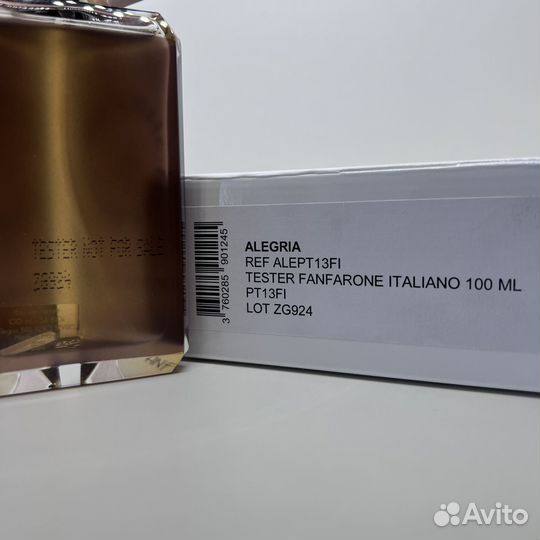 TESTER NOT FOR SALE
ALEGRIA
REF ALEPT13FI
TESTER FANFARONE ITALIANO 100 ML
PT13FI
LOT ZG924
3 760285 901245
Avito